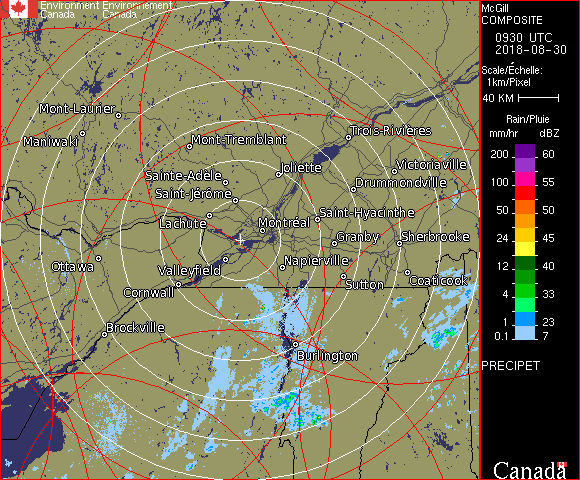 Environment Environnement
Canada Canada
McGill
COMPOSITE
0930 UTC
2018-08-30
Scale/Échelle:
1km/Pixel
40 KM
Rain/Pluie
mm/hr dBZ
200 60
55
100 55
50 50
24 45
12 40
4 33
1 23
0.1 7
PRECIPET
Canada
Mont-Laurier
Maniwaki
Mont-Tremblant
Trois-Rivières
Joliette
Victoriaville
Sainte-Adèle
Drummondville
Saint-Jérôme
Saint-Hyacinthe
Lachute
Montréal
Granby
Sherbrooke
Ottawa
Valleyfield
Napierville
Cornwall
Sutton
Coaticook
Brockville
Burlington